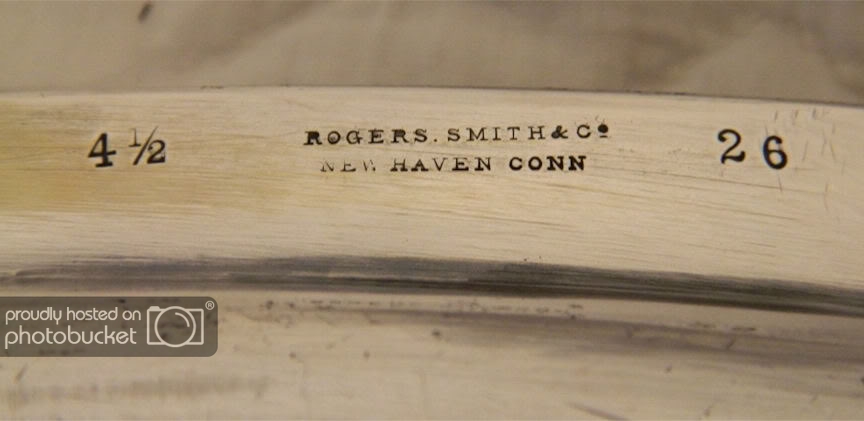 4 ½
ROGERS. SMITH & Cº
NEW HAVEN CONN
26
proudly hosted on
photobucket®